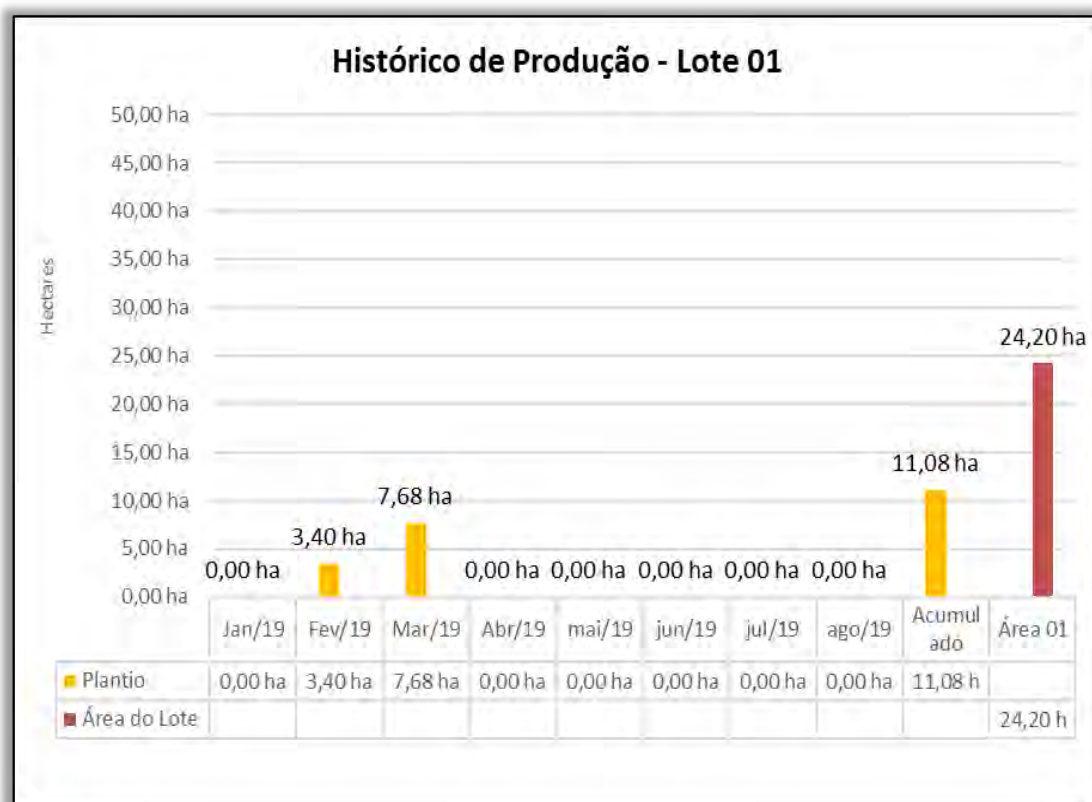 Histórico de Produção - Lote 01
50,00 ha
45,00 ha
40,00 ha
35,00 ha
30,00 ha
25,00 ha
20,00 ha
15,00 ha
10,00 ha
5,00 ha
0,00 ha
Hectares
0,00 ha 3,40 ha 7,68 ha 0,00 ha 0,00 ha 0,00 ha 0,00 ha 0,00 ha 11,08 ha 24,20 ha
Jan/19 Fev/19 Mar/19 Abr/19 mai/19 jun/19 jul/19 ago/19 Acumul Área 01
ado
Plantio 0,00 ha 3,40 ha 7,68 ha 0,00 ha 0,00 ha 0,00 ha 0,00 ha 0,00 ha 11,08 h
Área do Lote 24,20 h